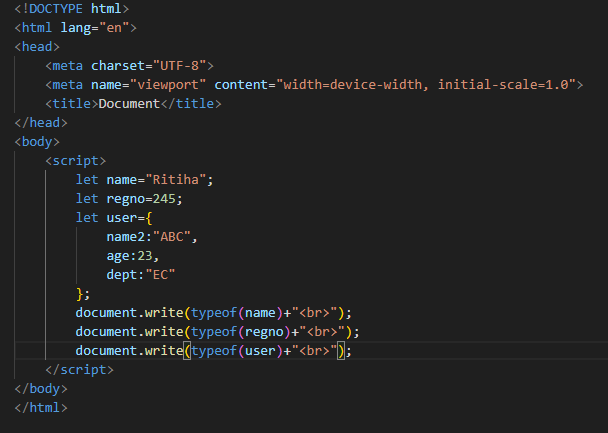 <!DOCTYPE html>
<html lang="en">
<head>
    <meta charset="UTF-8">
    <meta name="viewport" content="width=device-width, initial-scale=1.0">
    <title>Document</title>
</head>
<body>
    <script>
        let name="Ritiha";
        let regno=245;
        let user={
            name2:"ABC",
            age:23,
            dept:"EC"
        };
        document.write(typeof(name)+"<br>");
        document.write(typeof(regno)+"<br>");
        document.write(typeof(user)+"<br>");
    </script>
</body>
</html>